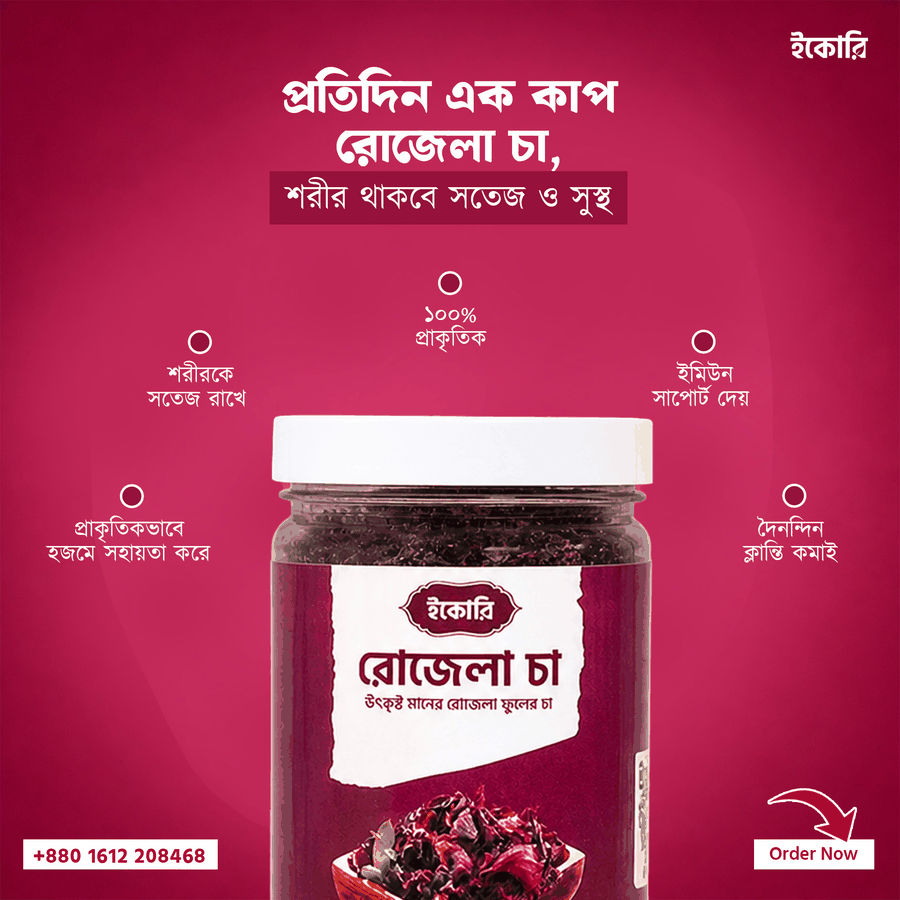 ইকোরি
প্রতিদিন এক কাপ
রোজেলা চা,
শরীর থাকবে সতেজ ও সুস্থ
১০০%
প্রাকৃতিক
শরীরকে
সতেজ রাখে
ইমিউন
সাপোর্ট দেয়
প্রাকৃতিকভাবে
হজমে সহায়তা করে
দৈনন্দিন
ক্লান্তি কমাই
ইকোরি
রোজেলা চা
উৎকৃষ্ট মানের রোাজেলা ফুলের চা
+880 1612 208468
Order Now